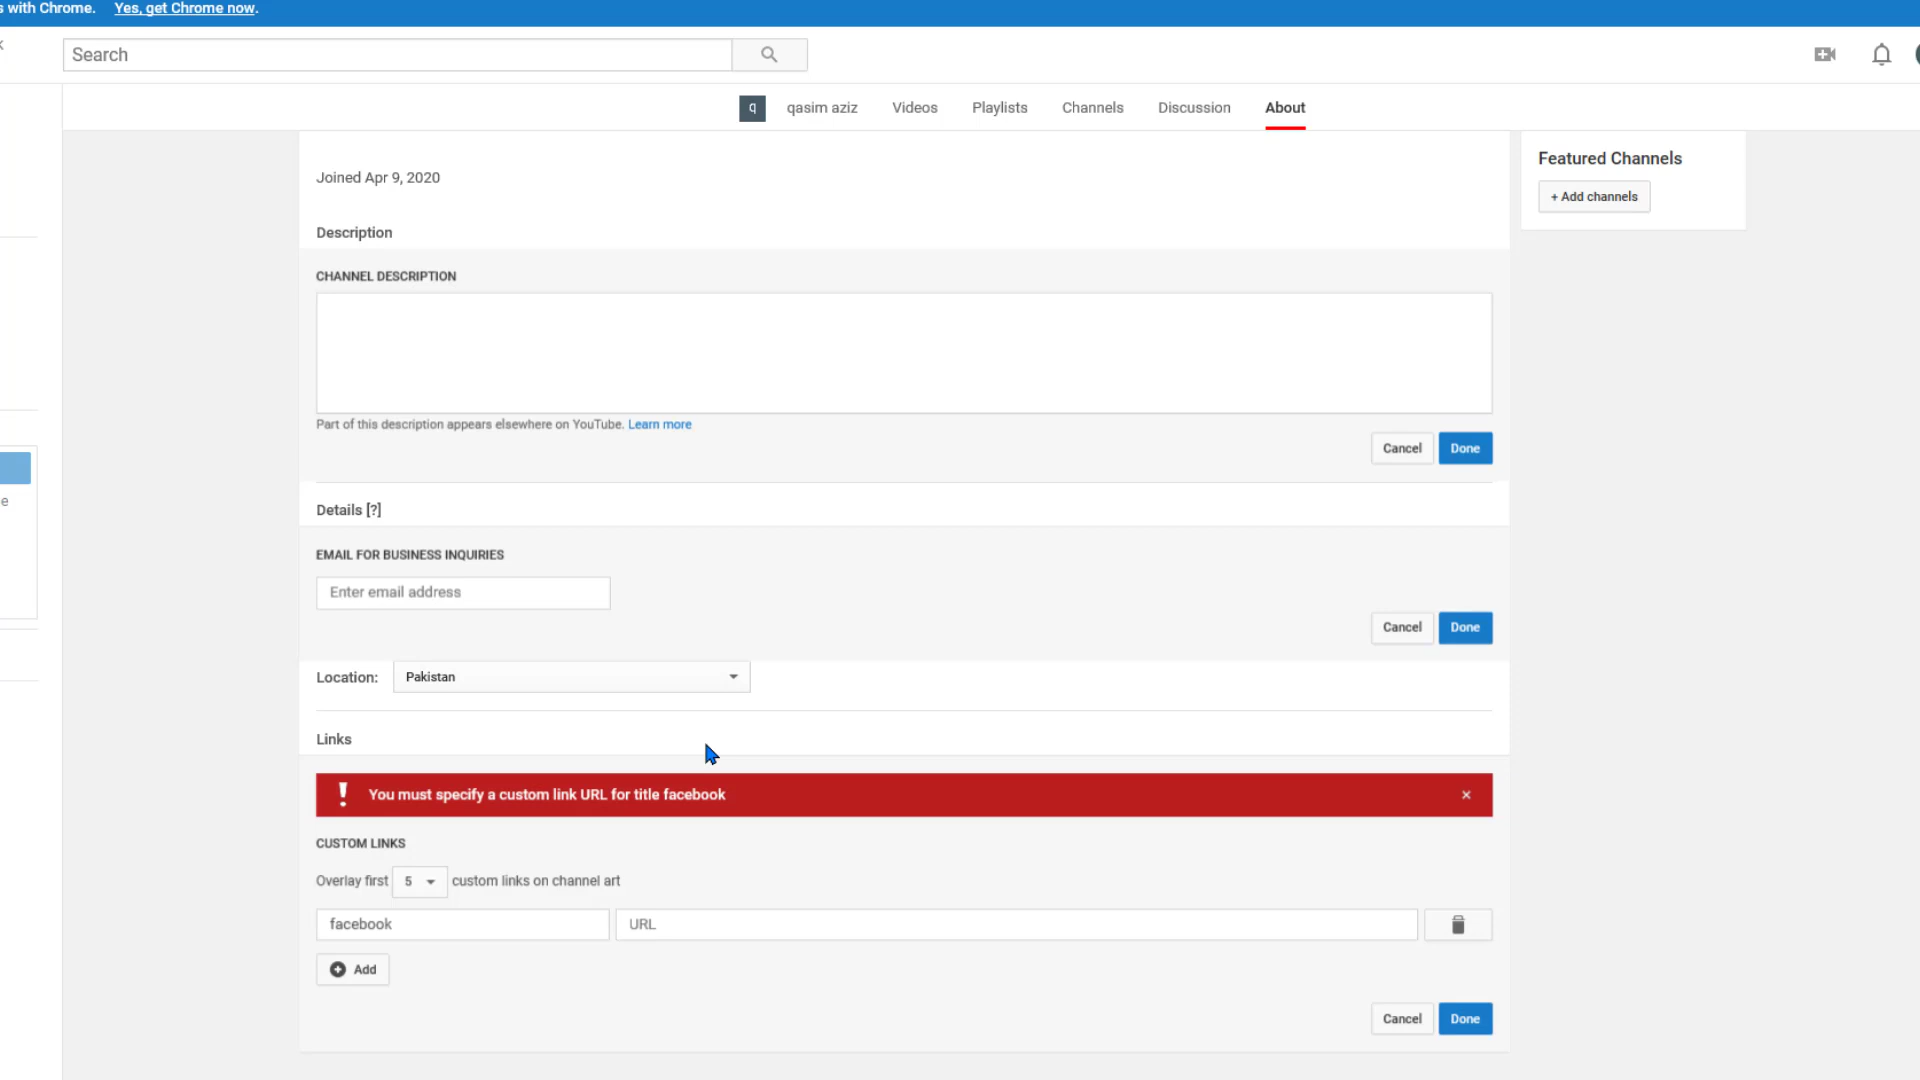 s with Chrome. Yes, get Chrome now.
Search
q qasim aziz Videos Playlists Channels Discussion About
Joined Apr 9, 2020
Featured Channels
+ Add channels
Description
CHANNEL DESCRIPTION
Part of this description appears elsewhere on YouTube. Learn more
Cancel Done
e
Details [?]
EMAIL FOR BUSINESS INQUIRIES
Enter email address
Cancel Done
Location: Pakistan
Links
You must specify a custom link URL for title facebook
CUSTOM LINKS
Overlay first 5 custom links on channel art
facebook URL
Add
Cancel Done